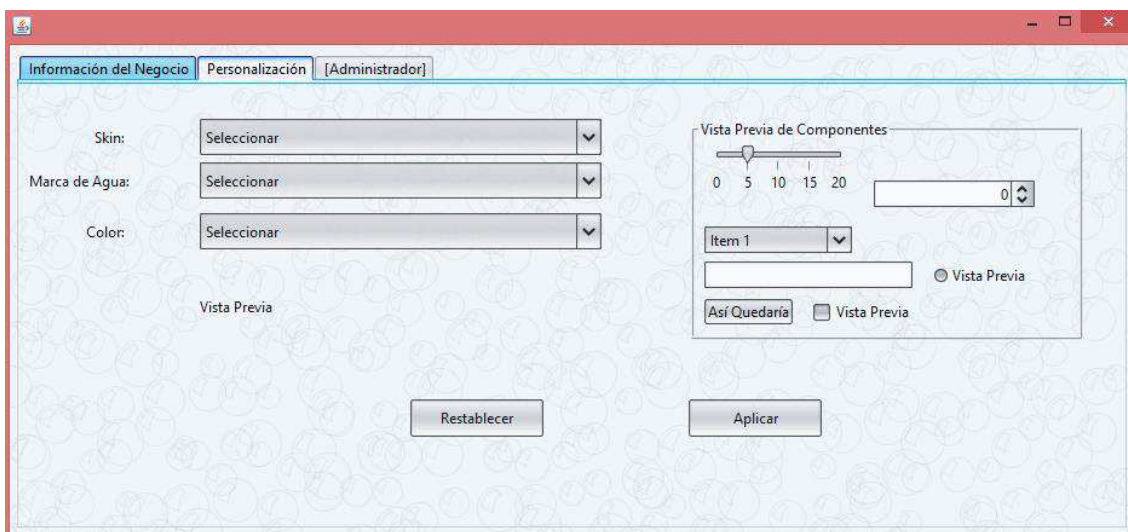 Información del Negocio
Personalización
[Administrador]
Skin:
Seleccionar
Marca de Agua:
Seleccionar
Color:
Seleccionar
Vista Previa
Vista Previa de Componentes
0 5 10 15 20
0
Item 1
Vista Previa
Así Quedaría
Vista Previa
Restablecer
Aplicar